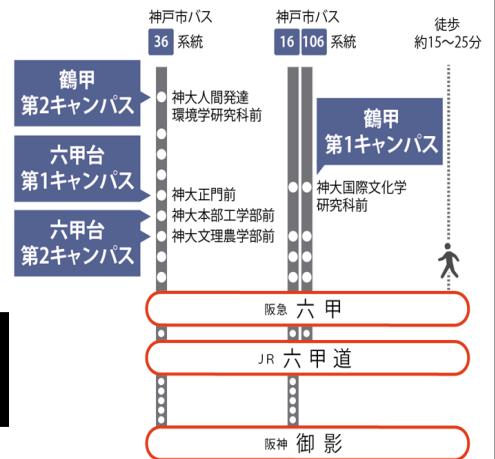 神戸市バス
36 系統
神戸市バス
16 106 系統
徒歩
約15〜25分
鶴甲
第2キャンパス
神大人間発達
環境学研究科前
鶴甲
第1キャンパス
六甲台
第1キャンパス
神大正門前
神大国際文化学
研究科前
六甲台
第2キャンパス
神大本部工学部前
神大文理農学部前
阪急 六甲
JR 六甲道
阪神 御影